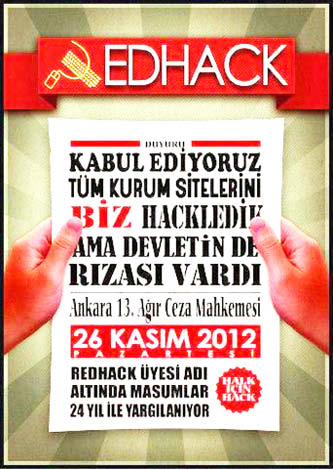 REDHACK
DUYURU
KABUL EDİYORUZ
TÜM KURUM SİTELERİNİ
BİZ HACKLEDİK
AMA DEVLETİN DE
RIZASI VARDI
Ankara 13. Ağır Ceza Mahkemesi
26 KASIM 2012
PAZARTESİ
REDHACK ÜYESİ ADI
ALTINDA MASUMLAR
24 YIL İLE YARGILANIYOR
HALK
İÇİN
HACK